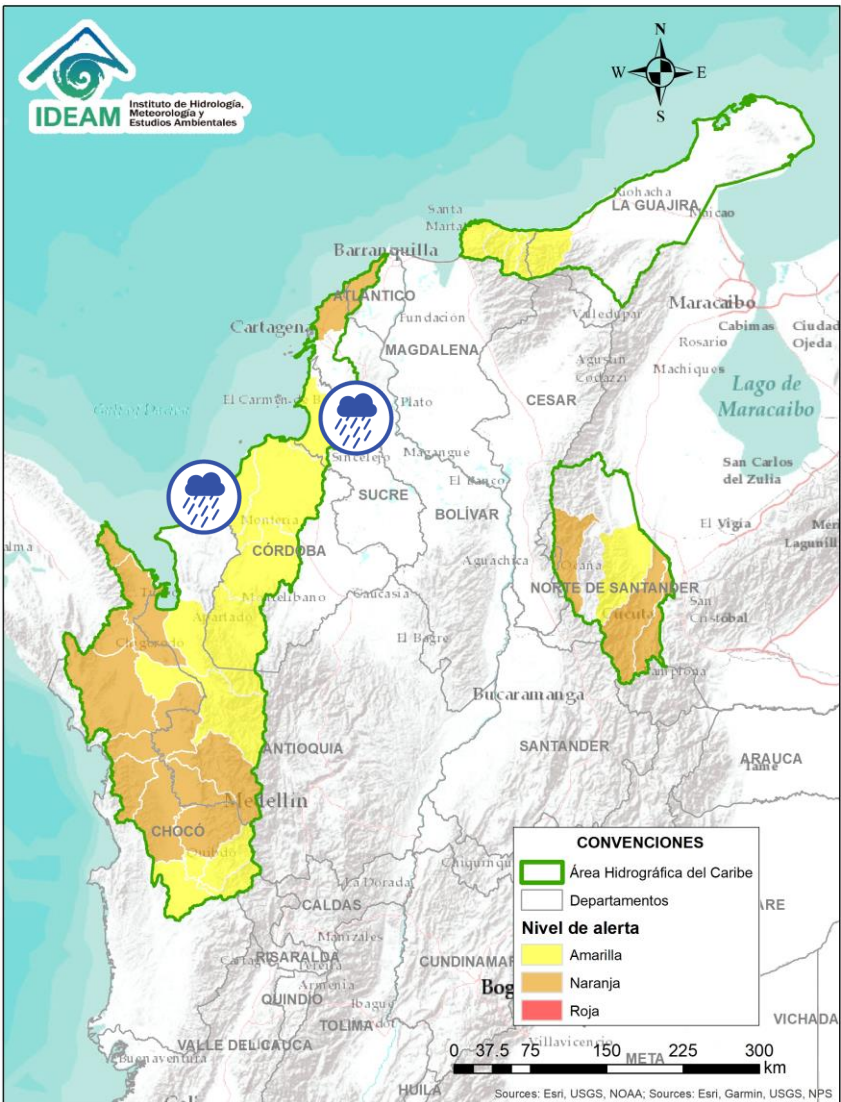 IDEAM
Instituto de Hidrología,
Meteorología y
Estudios Ambientales
N
W
E
S
Riohacha
LA GUAJIRA
Maicao
Santa
Marta
Barranquilla
ATLÁNTICO
Maracaibo
Cartagena
Fundación
Valledupar
Cabimas
Ciudad
Ojeda
Rosario
MAGDALENA
Machiques
Agustín
Codazzi
Lago de
Maracaibo
CESAR
El Carmen de B
Plato
Sincelejo
Magangué
San Carlos
del Zulia
El Banco
SUCRE
BOLÍVAR
Montería
El Vigía
CÓRDOBA
Aguachica
Ocaña
NORTE DE SANTANDER
Montelíbano
Caucasia
San
Cristóbal
Cúcuta
Apartadó
Chigorodó
El Bagre
Bucaramanga
ANTIOQUIA
SANTANDER
ARAUCA
Tame
Medellín
CHOCÓ
Quibdó
La Dorada
CALDAS
Manizales
RISARALDA
Pereira
CUNDINAMAR
Armenia
QUINDÍO
Ibagué
TOLIMA
Bog
VICHADA
VALLE DEL CAUCA
Villavicencio
Buenaventura
META
HUILA
CONVENCIONES
Área Hidrográfica del Caribe
Departamentos
Nivel de alerta
Amarilla
Naranja
Roja
0 37.5 75 150 225 300
km
Sources: Esri, USGS, NOAA; Sources: Esri, Garmin, USGS, NPS